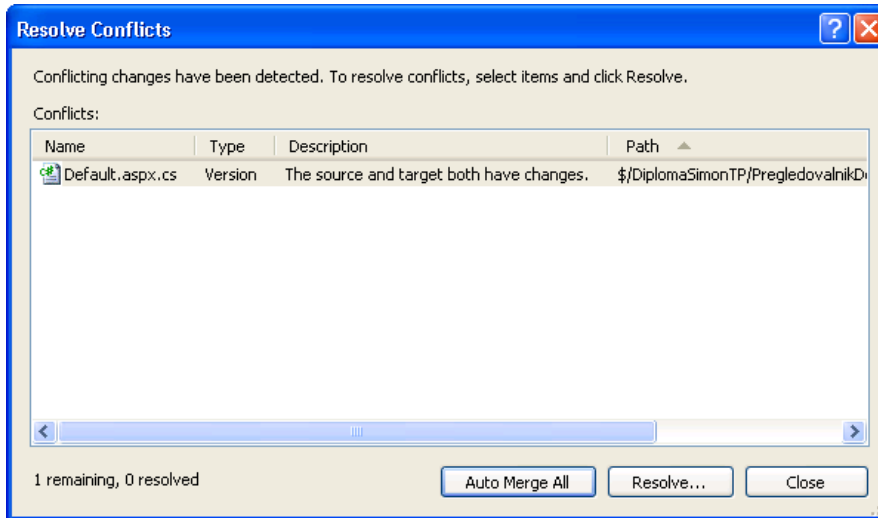 Resolve Conflicts
Conflicting changes have been detected. To resolve conflicts, select items and click Resolve.
Conflicts:
Name Type Description Path
Default.aspx.cs Version The source and target both have changes. $/DiplomaSimonTP/PregledovalnikD
1 remaining, 0 resolved
Auto Merge All Resolve... Close